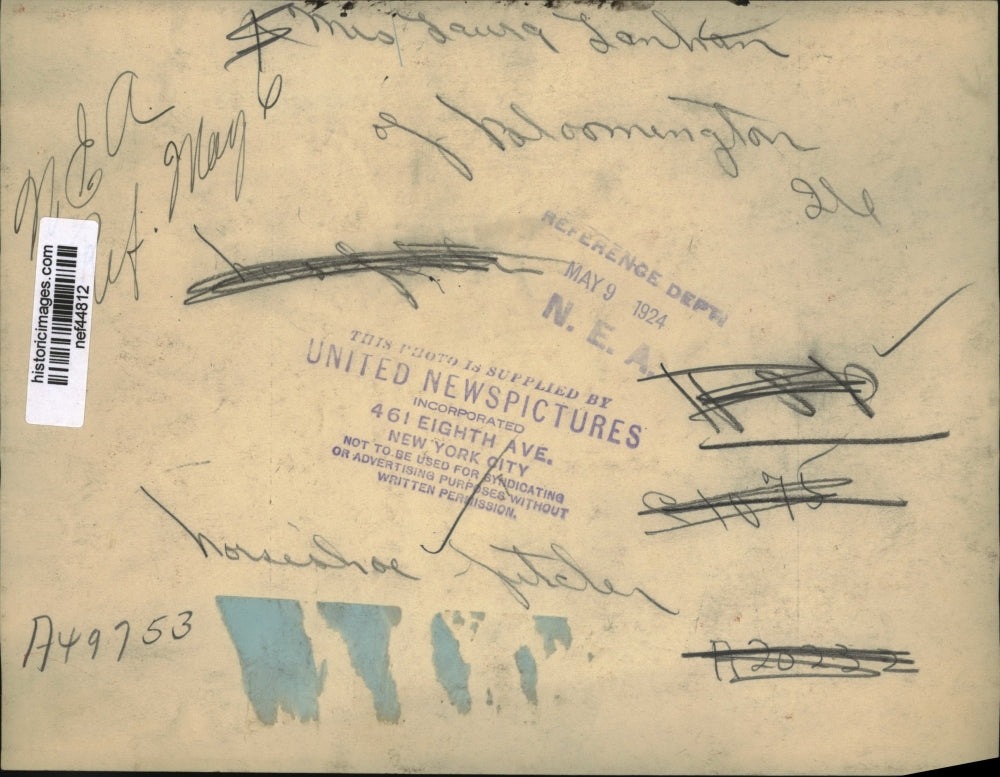 Mrs Laura Lanham
of Bloomington
Ill
N.E.A.
Ret. May 6
REFERENCE DEPT.
MAY 9 1924
N. E. A.
THIS PHOTO IS SUPPLIED BY
UNITED NEWSPICTURES
INCORPORATED
461 EIGHTH AVE.
NEW YORK CITY
NOT TO BE USED FOR SYNDICATING
OR ADVERTISING PURPOSES WITHOUT
WRITTEN PERMISSION.
historicimages.com
nef44812
horseshoe pitcher
A49753
A20232